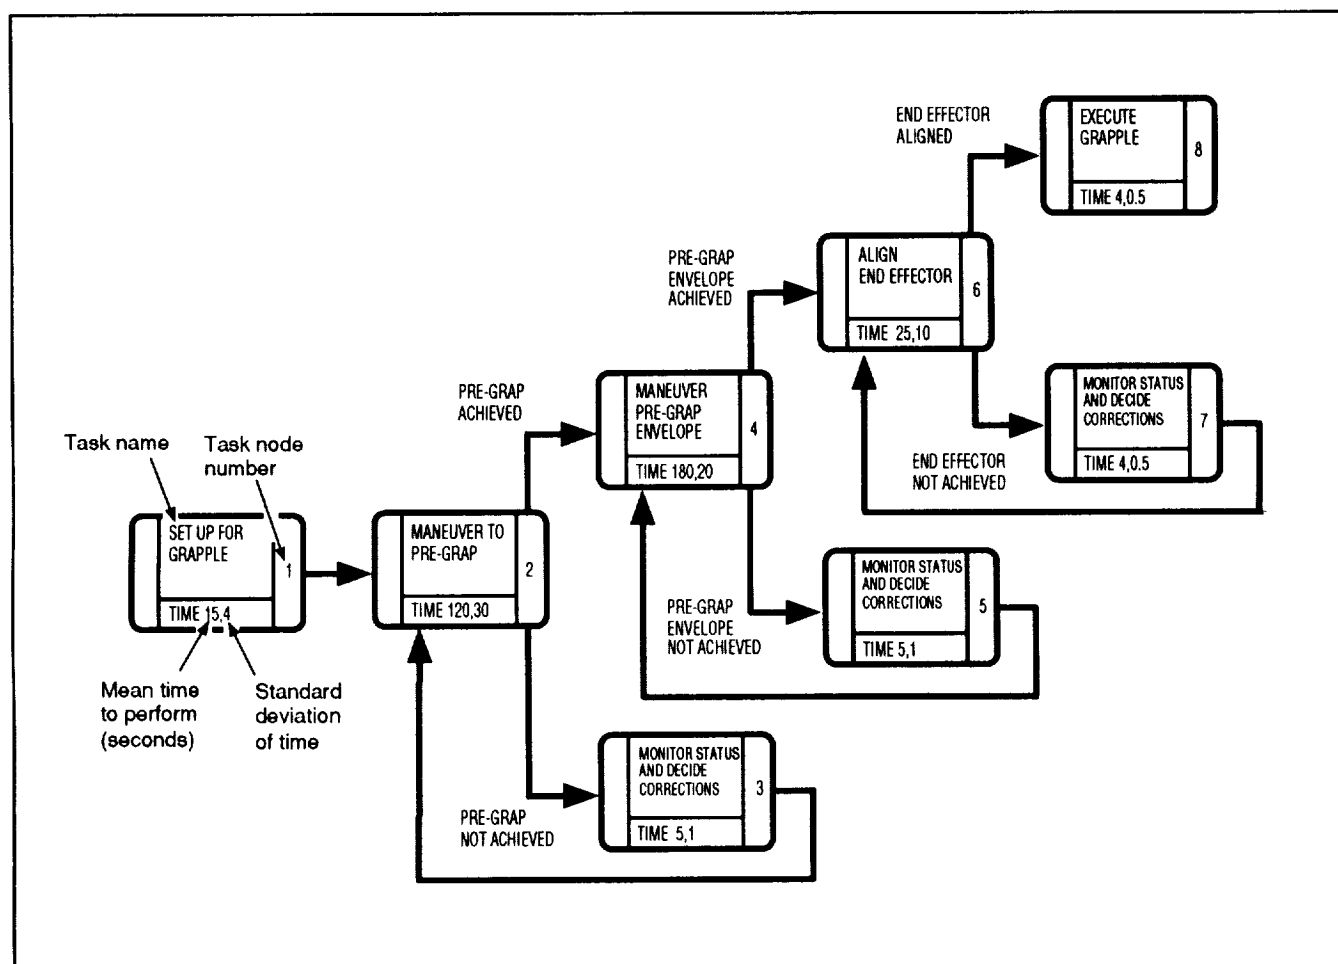 END EFFECTOR
ALIGNED
EXECUTE
GRAPPLE
8
TIME 4,0.5
PRE-GRAP
ENVELOPE
ACHIEVED
ALIGN
END EFFECTOR
6
TIME 25,10
PRE-GRAP
ACHIEVED
MANEUVER
PRE-GRAP
ENVELOPE
4
TIME 180,20
MONITOR STATUS
AND DECIDE
CORRECTIONS
7
TIME 4,0.5
END EFFECTOR
NOT ACHIEVED
Task name
Task node
number
SET UP FOR
GRAPPLE
1
TIME 15,4
MANEUVER TO
PRE-GRAP
2
TIME 120,30
MONITOR STATUS
AND DECIDE
CORRECTIONS
5
TIME 5,1
PRE-GRAP
ENVELOPE
NOT ACHIEVED
Mean time
to perform
(seconds)
Standard
deviation
of time
MONITOR STATUS
AND DECIDE
CORRECTIONS
3
TIME 5,1
PRE-GRAP
NOT ACHIEVED